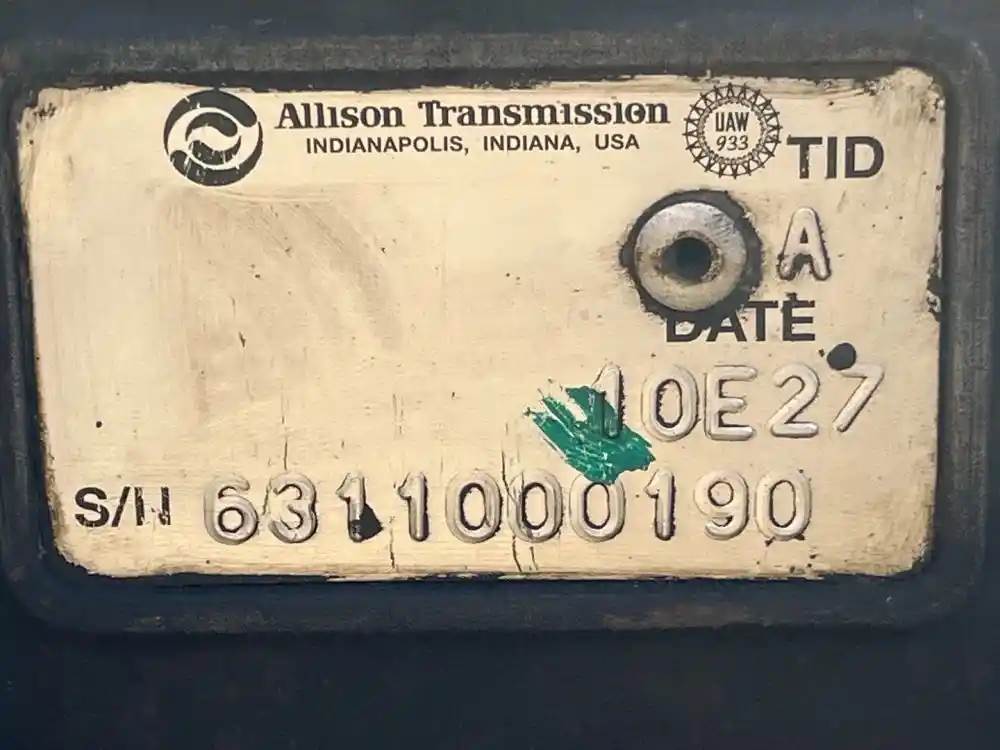 Allison Transmission
INDIANAPOLIS, INDIANA, USA
UAW
933
TID
A
DATE
10E27
S/N 6311000190